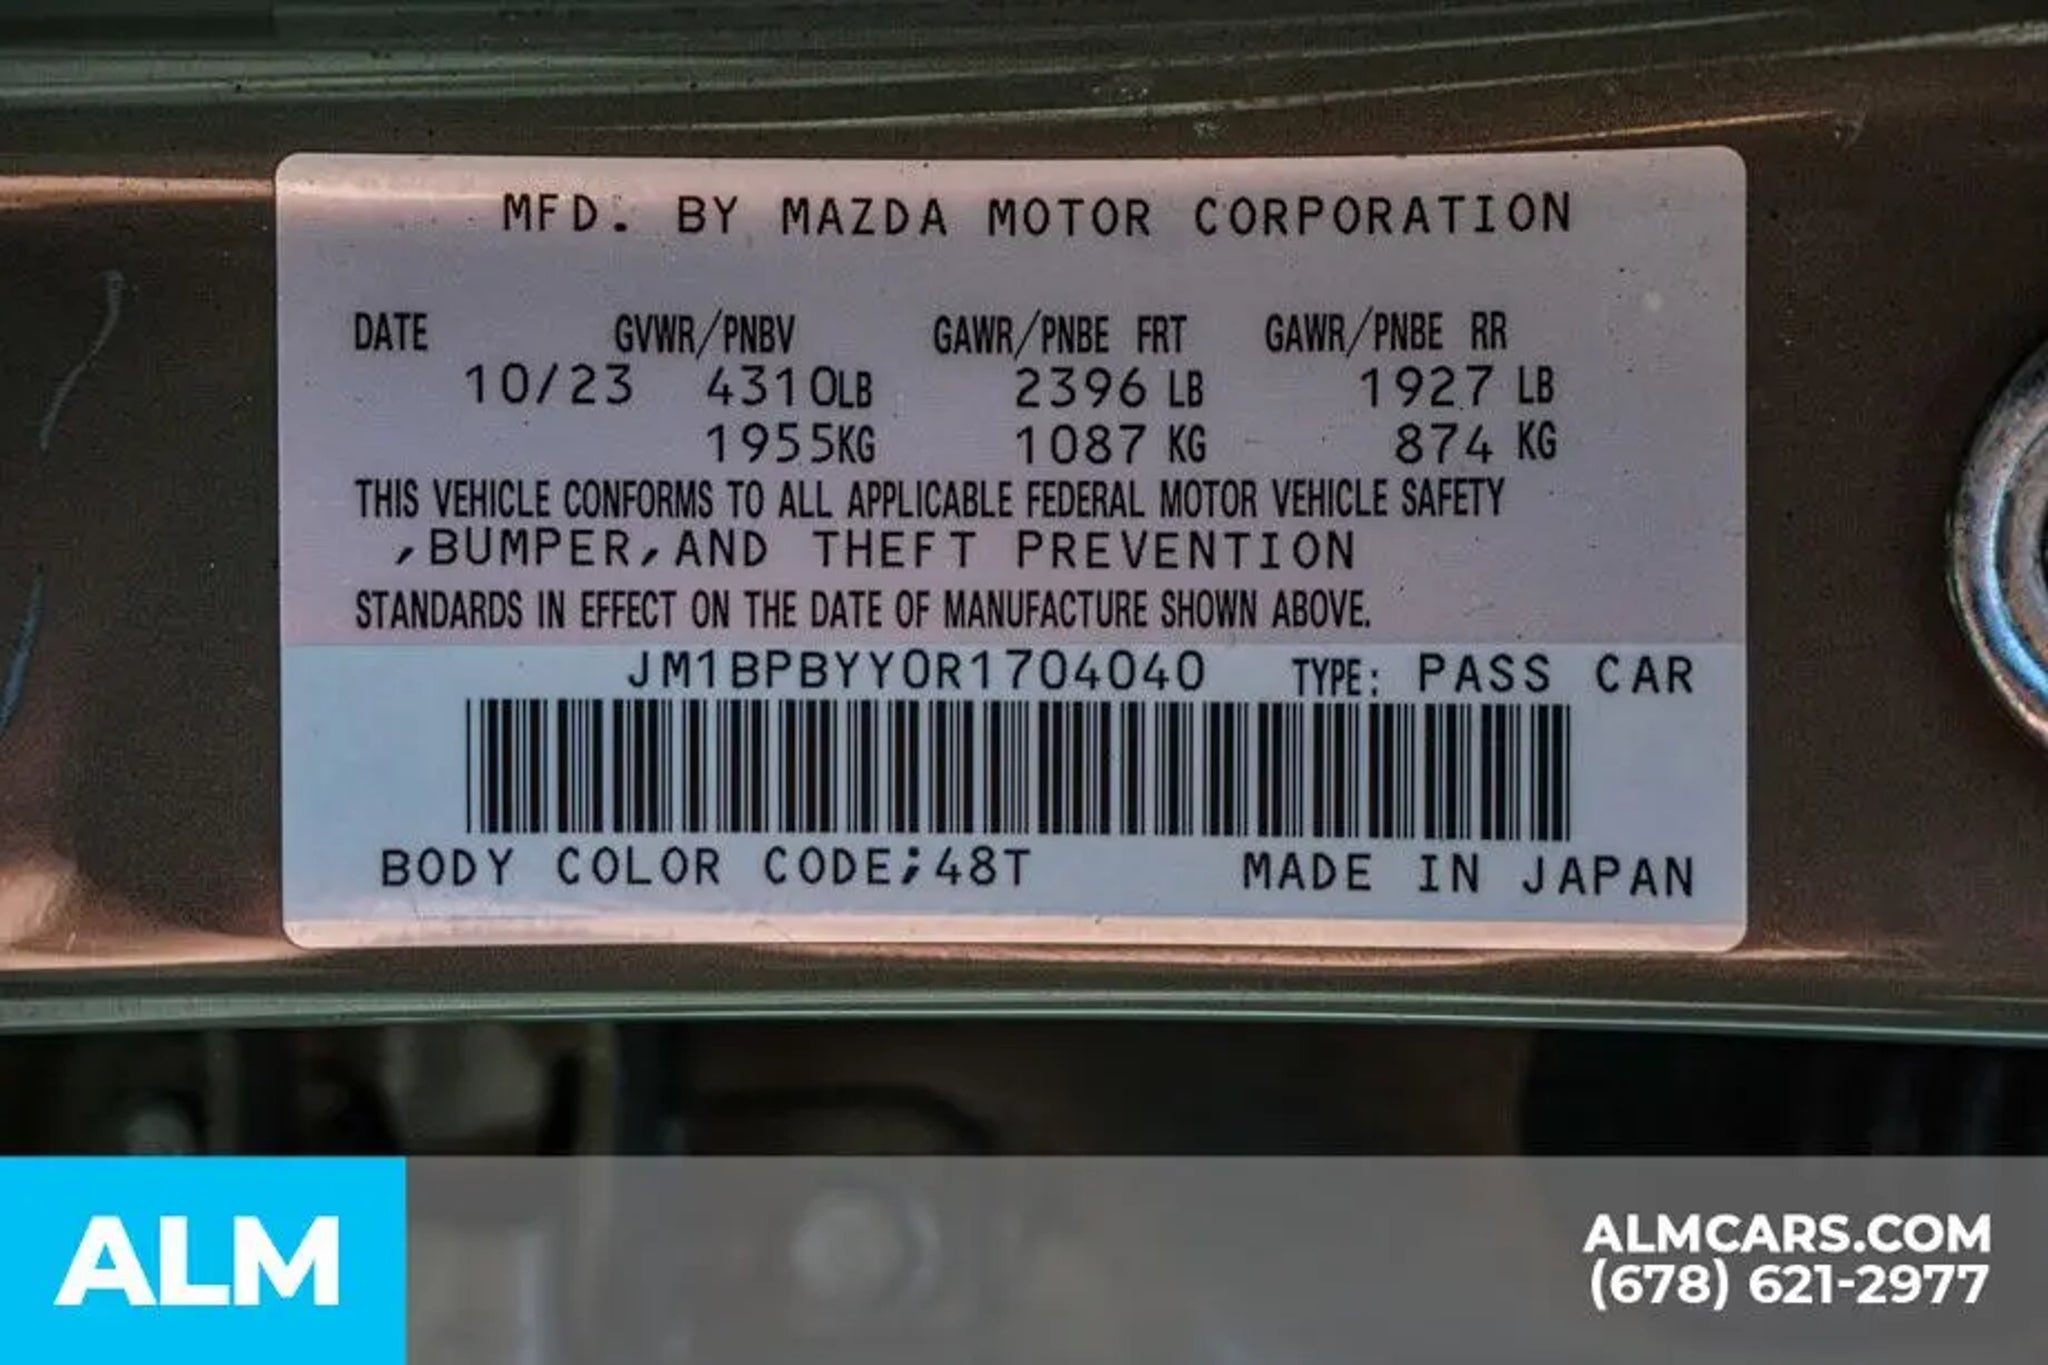 MFD. BY MAZDA MOTOR CORPORATION
DATE GVWR/PNBV GAWR/PNBE FRT GAWR/PNBE RR
10/23 4310LB 2396 LB 1927 LB
1955KG 1087 KG 874 KG
THIS VEHICLE CONFORMS TO ALL APPLICABLE FEDERAL MOTOR VEHICLE SAFETY
,BUMPER,AND THEFT PREVENTION
STANDARDS IN EFFECT ON THE DATE OF MANUFACTURE SHOWN ABOVE.
JM1BPBYY0R1704040 TYPE: PASS CAR
BODY COLOR CODE;48T MADE IN JAPAN
ALM
ALMCARS.COM
(678) 621-2977